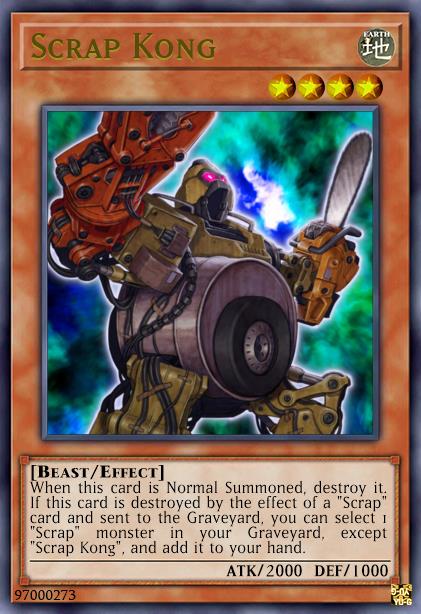 Scrap Kong
EARTH
地
[Beast/Effect]
When this card is Normal Summoned, destroy it.
If this card is destroyed by the effect of a "Scrap"
card and sent to the Graveyard, you can select 1
"Scrap" monster in your Graveyard, except
"Scrap Kong", and add it to your hand.
ATK/2000 DEF/1000
97000273